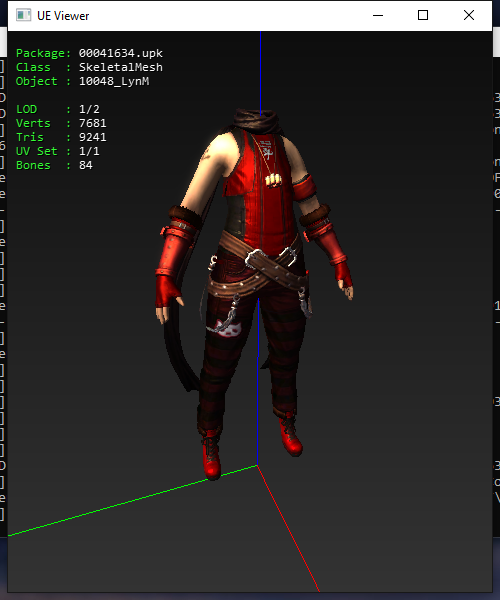 UE Viewer
Package: 00041634.upk
Class : SkeletalMesh
Object : 10048_LynM
LOD : 1/2
Verts : 7681
Tris : 9241
UV Set : 1/1
Bones : 84